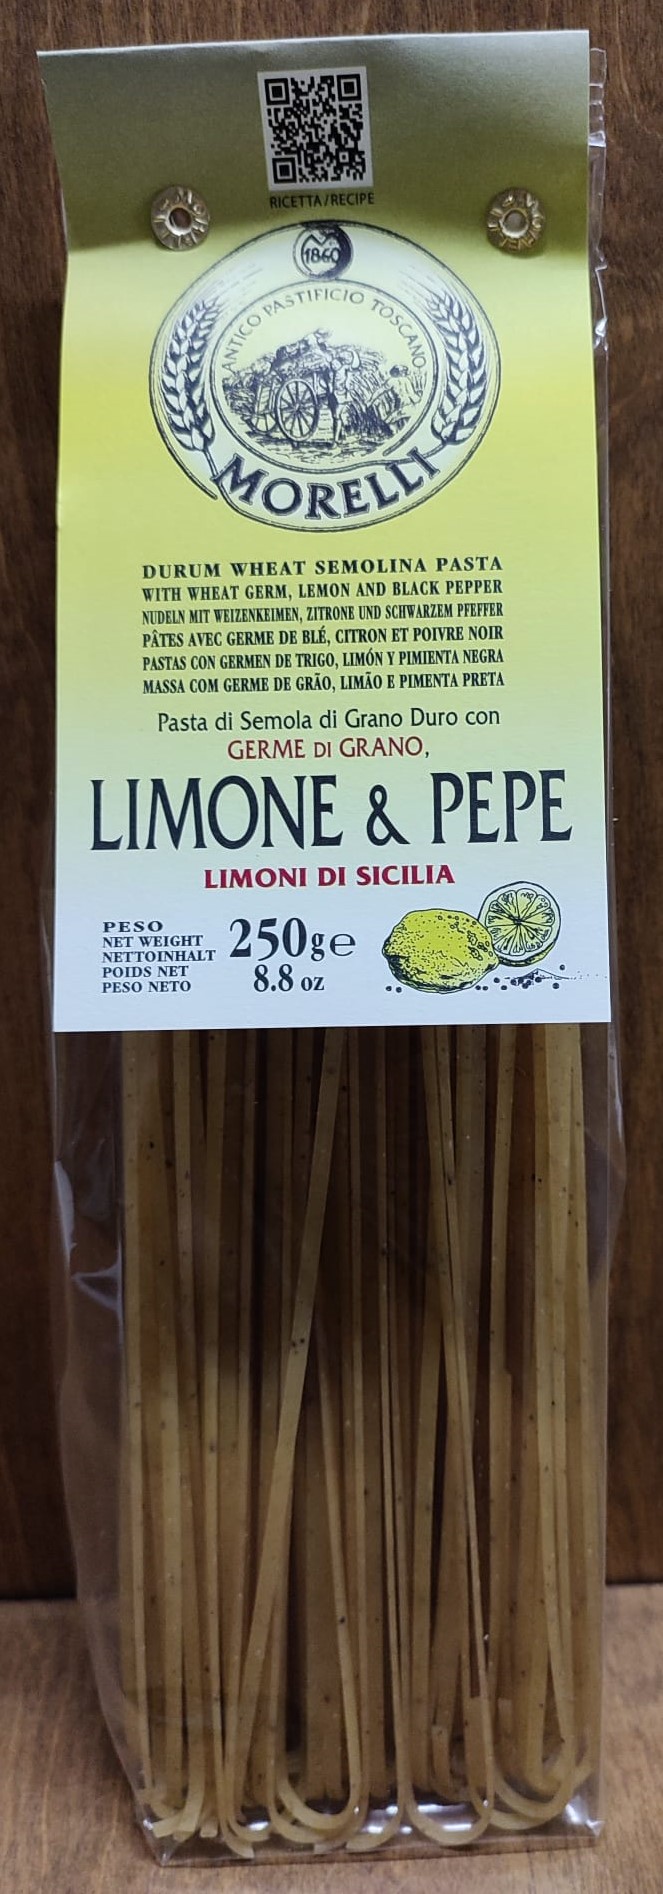 RICETTA/RECIPE
1860
ANTICO PASTIFICIO TOSCANO
MORELLI
DURUM WHEAT SEMOLINA PASTA
WITH WHEAT GERM, LEMON AND BLACK PEPPER
NUDELN MIT WEIZENKEIMEN, ZITRONE UND SCHWARZEM PFEFFER
PÂTES AVEC GERME DE BLÉ, CITRON ET POIVRE NOIR
PASTAS CON GERMEN DE TRIGO, LIMÓN Y PIMIENTA NEGRA
MASSA COM GERME DE GRÃO, LIMÃO E PIMENTA PRETA
Pasta di Semola di Grano Duro con
GERME DI GRANO,
LIMONE & PEPE
LIMONI DI SICILIA
PESO
NET WEIGHT
NETTOINHALT
POIDS NET
PESO NETO
250g℮
8.8 oz